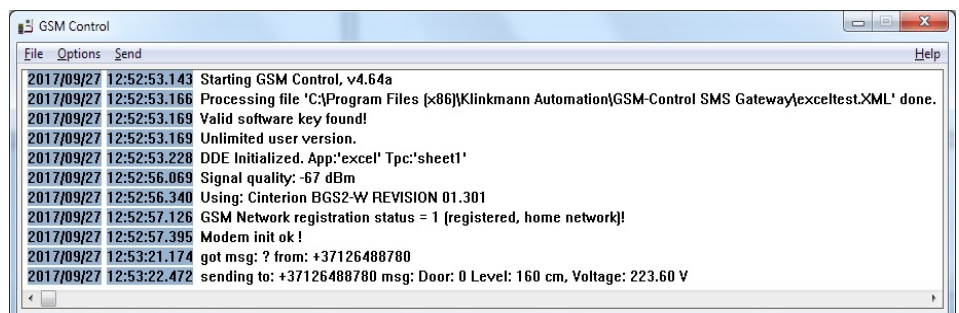 GSM Control
File Options Send Help
2017/09/27 12:52:53.143 Starting GSM Control, v4.64a
2017/09/27 12:52:53.166 Processing file 'C:\Program Files (x86)\Klinkmann Automation\GSM-Control SMS Gateway\exceltest.XML' done.
2017/09/27 12:52:53.169 Valid software key found!
2017/09/27 12:52:53.169 Unlimited user version.
2017/09/27 12:52:53.228 DDE Initialized. App:'excel' Tpc:'sheet1'
2017/09/27 12:52:56.069 Signal quality: -67 dBm
2017/09/27 12:52:56.340 Using: Cinterion BGS2-W REVISION 01.301
2017/09/27 12:52:57.126 GSM Network registration status = 1 (registered, home network)!
2017/09/27 12:52:57.395 Modem init ok !
2017/09/27 12:53:21.174 got msg: ? from: +37126488780
2017/09/27 12:53:22.472 sending to: +37126488780 msg: Door: 0 Level: 160 cm, Voltage: 223.60 V